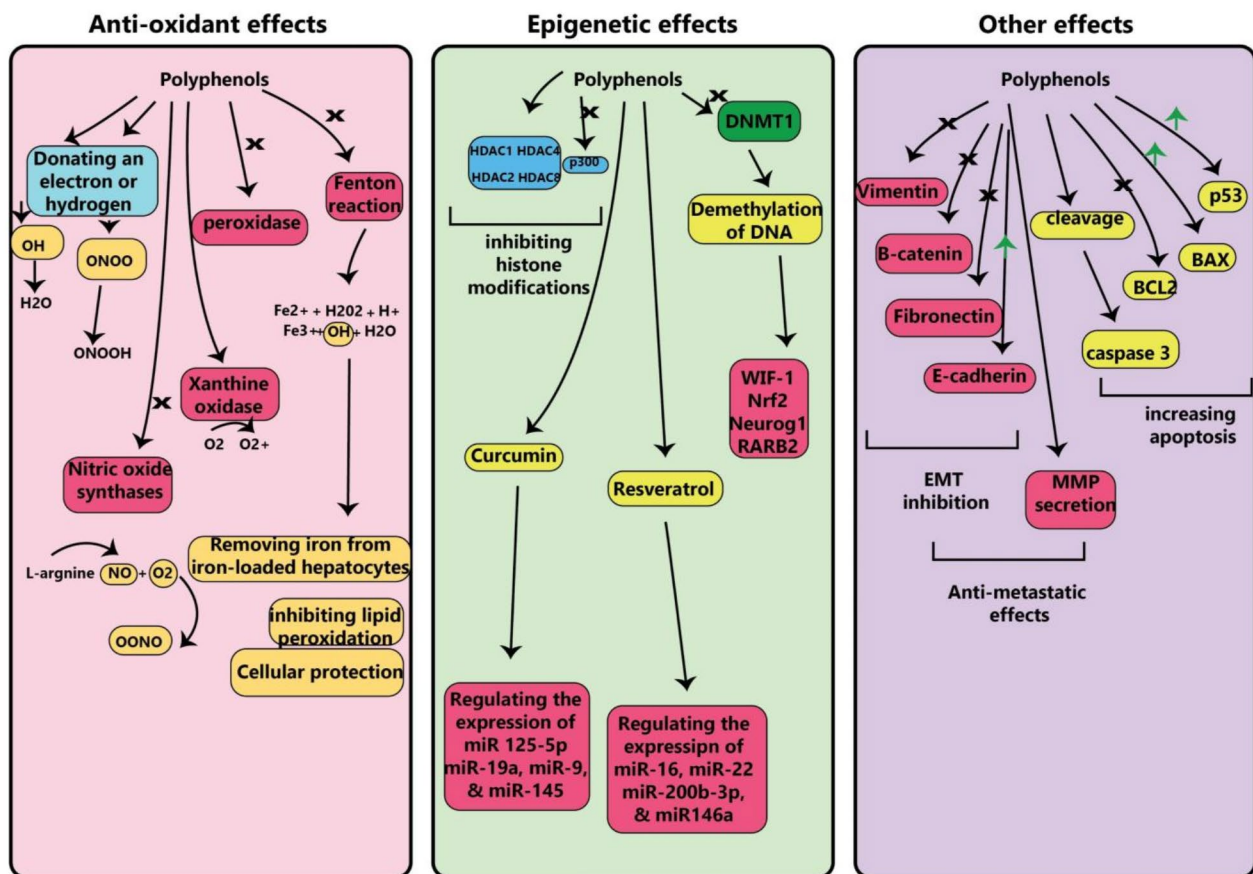 Anti-oxidant effects
Polyphenols
Donating an
electron or
hydrogen
OH
H2O
ONOO
ONOOH
peroxidase
Fenton
reaction
Fe2+ + H202 + H+
Fe3++ OH + H2O
Xanthine
oxidase
O2 O2+
Nitric oxide
synthases
L-argnine NO + O2
OONO
Removing iron from
iron-loaded hepatocytes
inhibiting lipid
peroxidation
Cellular protection
Epigenetic effects
Polyphenols
HDAC1 HDAC4
HDAC2 HDAC8
p300
inhibiting
histone
modifications
DNMT1
Demethylation
of DNA
WIF-1
Nrf2
Neurog1
RARB2
Curcumin
Resveratrol
Regulating the
expression of
miR 125-5p
miR-19a, miR-9,
& miR-145
Regulating the
expressipn of
miR-16, miR-22
miR-200b-3p,
& miR146a
Other effects
Polyphenols
Vimentin
B-catenin
Fibronectin
E-cadherin
EMT
inhibition
MMP
secretion
Anti-metastatic
effects
cleavage
caspase 3
BCL2
BAX
p53
increasing
apoptosis